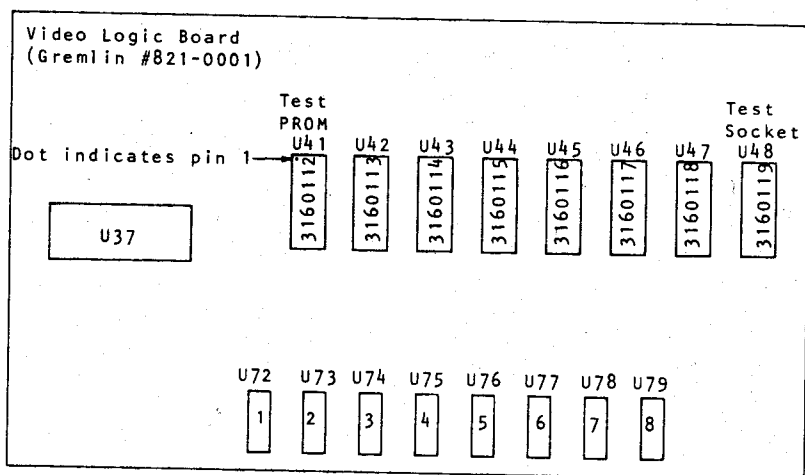 Video Logic Board
(Gremlin #821-0001)
Test
PROM
Test
Socket
U41 U42 U43 U44 U45 U46 U47 U48
Dot indicates pin 1
3160112 3160113 3160114 3160115 3160116 3160117 3160118 3160119
U37
U72 U73 U74 U75 U76 U77 U78 U79
1 2 3 4 5 6 7 8